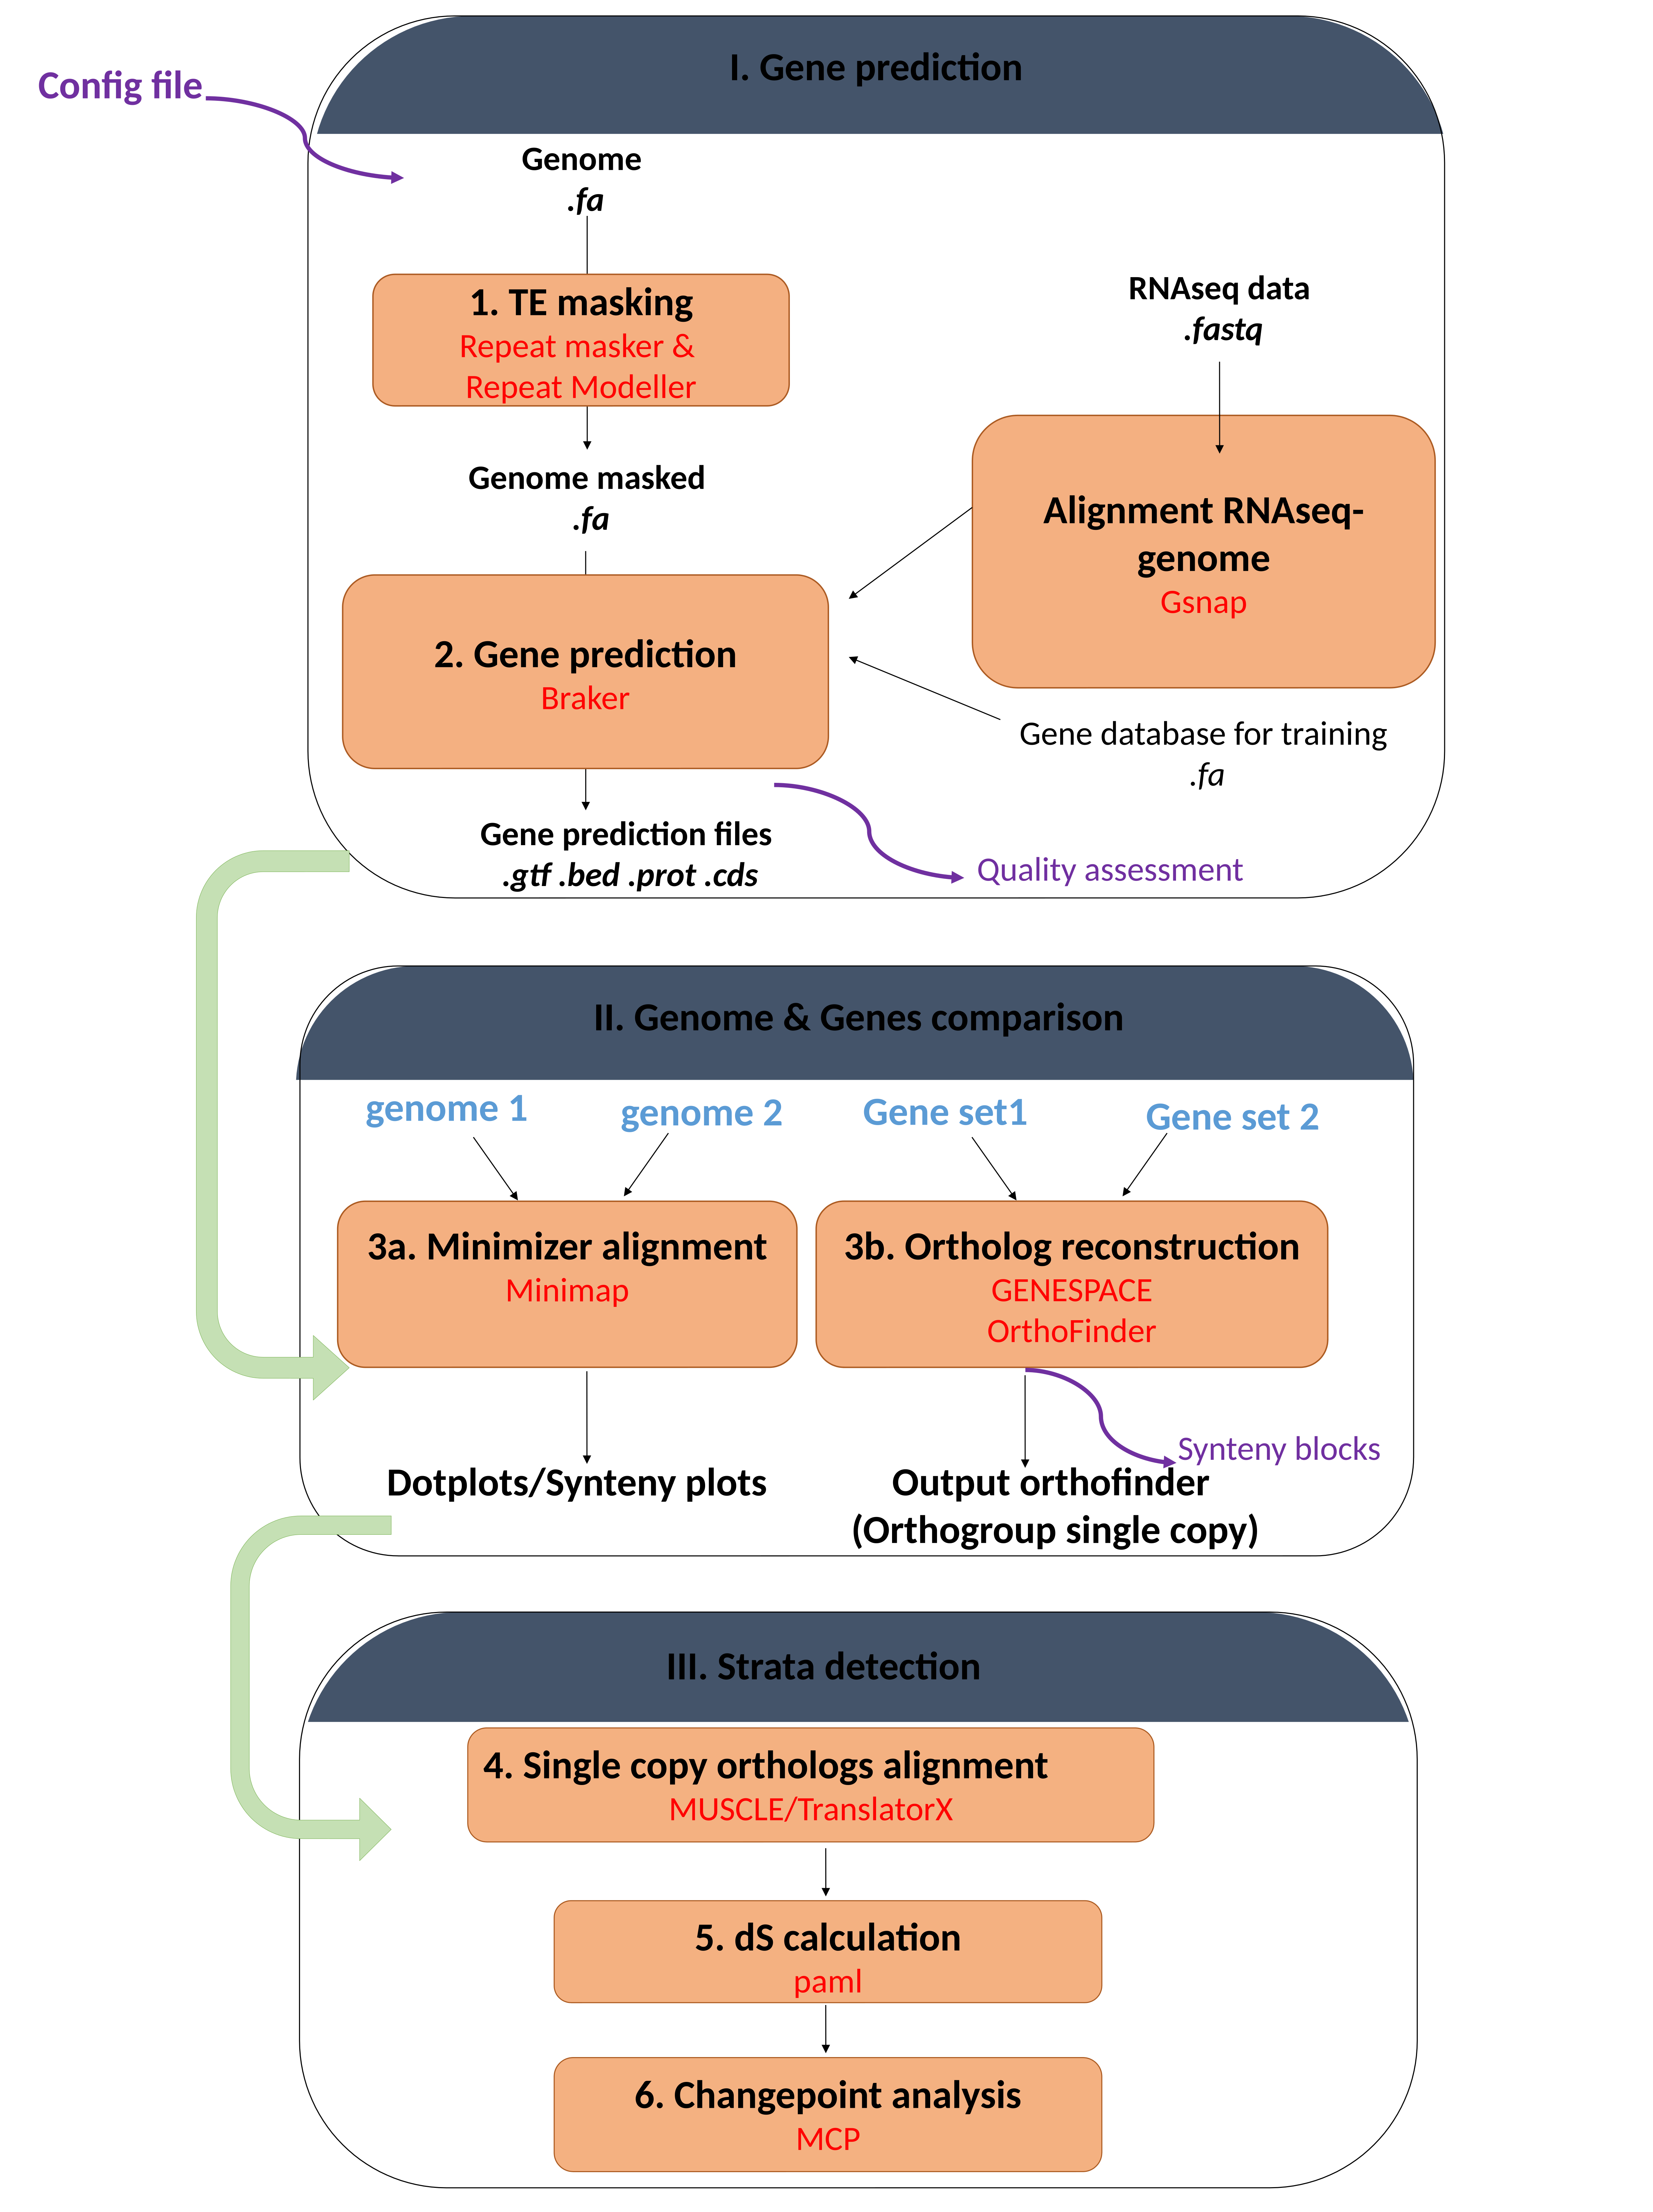 I. Gene prediction
Config file
Genome
.fa
1. TE masking
Repeat masker &
Repeat Modeller
RNAseq data
.fastq
Genome masked
.fa
Alignment RNAseq-
genome
Gsnap
2. Gene prediction
Braker
Gene database for training
.fa
Gene prediction files
.gtf .bed .prot .cds
Quality assessment
II. Genome & Genes comparison
genome 1
genome 2
Gene set1
Gene set 2
3a. Minimizer alignment
Minimap
3b. Ortholog reconstruction
GENESPACE
OrthoFinder
Synteny blocks
Dotplots/Synteny plots
Output orthofinder
(Orthogroup single copy)
III. Strata detection
4. Single copy orthologs alignment
MUSCLE/TranslatorX
5. dS calculation
paml
6. Changepoint analysis
MCP